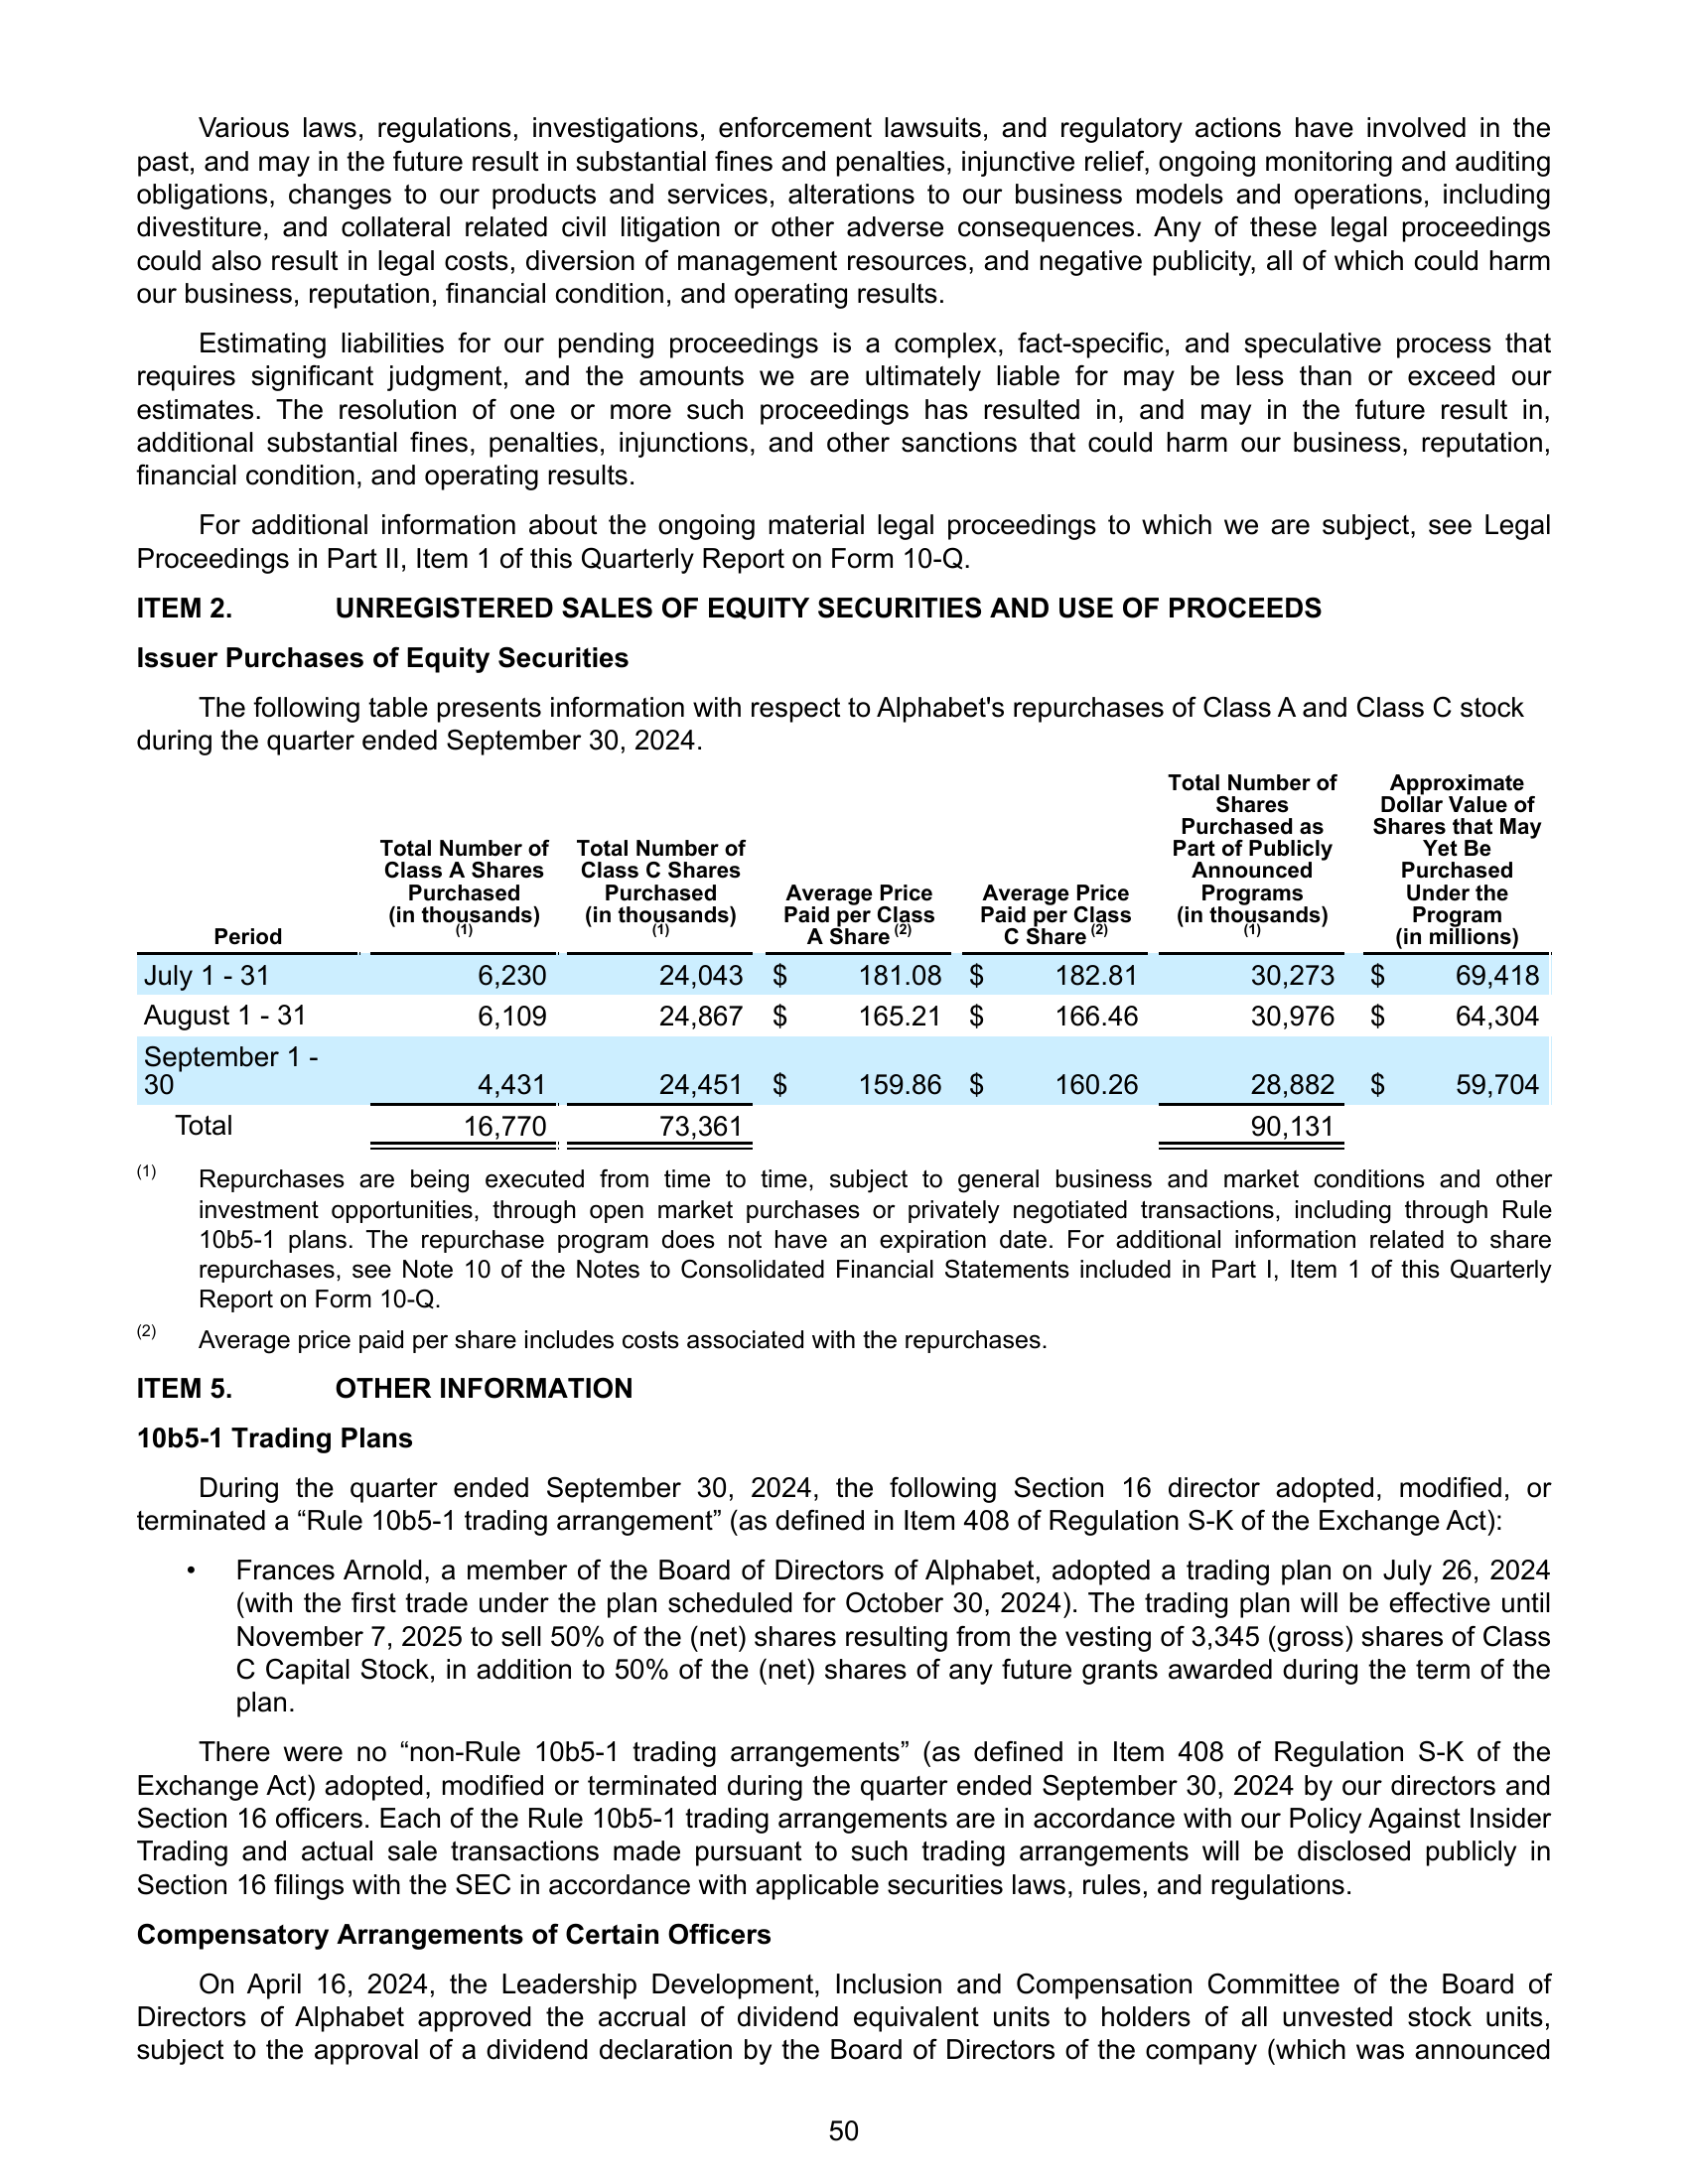 Various laws, regulations, investigations, enforcement lawsuits, and regulatory actions have involved in the
past, and may in the future result in substantial fines and penalties, injunctive relief, ongoing monitoring and auditing
obligations, changes to our products and services, alterations to our business models and operations, including
divestiture, and collateral related civil litigation or other adverse consequences. Any of these legal proceedings
could also result in legal costs, diversion of management resources, and negative publicity, all of which could harm
our business, reputation, financial condition, and operating results.
Estimating liabilities for our pending proceedings is a complex, fact-specific, and speculative process that
requires significant judgment, and the amounts we are ultimately liable for may be less than or exceed our
estimates. The resolution of one or more such proceedings has resulted in, and may in the future result in,
additional substantial fines, penalties, injunctions, and other sanctions that could harm our business, reputation,
financial condition, and operating results.
For additional information about the ongoing material legal proceedings to which we are subject, see Legal
Proceedings in Part II, Item 1 of this Quarterly Report on Form 10-Q.
ITEM 2. UNREGISTERED SALES OF EQUITY SECURITIES AND USE OF PROCEEDS
Issuer Purchases of Equity Securities
The following table presents information with respect to Alphabet's repurchases of Class A and Class C stock
during the quarter ended September 30, 2024.
Period
Total Number of
Class A Shares
Purchased
(in thousands)
(1)
Total Number of
Class C Shares
Purchased
(in thousands)
(1)
Average Price
Paid per Class
A Share (2)
Average Price
Paid per Class
C Share (2)
Total Number of
Shares
Purchased as
Part of Publicly
Announced
Programs
(in thousands)
(1)
Approximate
Dollar Value of
Shares that May
Yet Be
Purchased
Under the
Program
(in millions)
July 1 - 31 6,230 24,043 $ 181.08 $ 182.81 30,273 $ 69,418
August 1 - 31 6,109 24,867 $ 165.21 $ 166.46 30,976 $ 64,304
September 1 -
30 4,431 24,451 $ 159.86 $ 160.26 28,882 $ 59,704
Total 16,770 73,361 90,131
(1) Repurchases are being executed from time to time, subject to general business and market conditions and other
investment opportunities, through open market purchases or privately negotiated transactions, including through Rule
10b5-1 plans. The repurchase program does not have an expiration date. For additional information related to share
repurchases, see Note 10 of the Notes to Consolidated Financial Statements included in Part I, Item 1 of this Quarterly
Report on Form 10-Q.
(2) Average price paid per share includes costs associated with the repurchases.
ITEM 5. OTHER INFORMATION
10b5-1 Trading Plans
During the quarter ended September 30, 2024, the following Section 16 director adopted, modified, or
terminated a “Rule 10b5-1 trading arrangement” (as defined in Item 408 of Regulation S-K of the Exchange Act):
• Frances Arnold, a member of the Board of Directors of Alphabet, adopted a trading plan on July 26, 2024
(with the first trade under the plan scheduled for October 30, 2024). The trading plan will be effective until
November 7, 2025 to sell 50% of the (net) shares resulting from the vesting of 3,345 (gross) shares of Class
C Capital Stock, in addition to 50% of the (net) shares of any future grants awarded during the term of the
plan.
There were no “non-Rule 10b5-1 trading arrangements” (as defined in Item 408 of Regulation S-K of the
Exchange Act) adopted, modified or terminated during the quarter ended September 30, 2024 by our directors and
Section 16 officers. Each of the Rule 10b5-1 trading arrangements are in accordance with our Policy Against Insider
Trading and actual sale transactions made pursuant to such trading arrangements will be disclosed publicly in
Section 16 filings with the SEC in accordance with applicable securities laws, rules, and regulations.
Compensatory Arrangements of Certain Officers
On April 16, 2024, the Leadership Development, Inclusion and Compensation Committee of the Board of
Directors of Alphabet approved the accrual of dividend equivalent units to holders of all unvested stock units,
subject to the approval of a dividend declaration by the Board of Directors of the company (which was announced
50